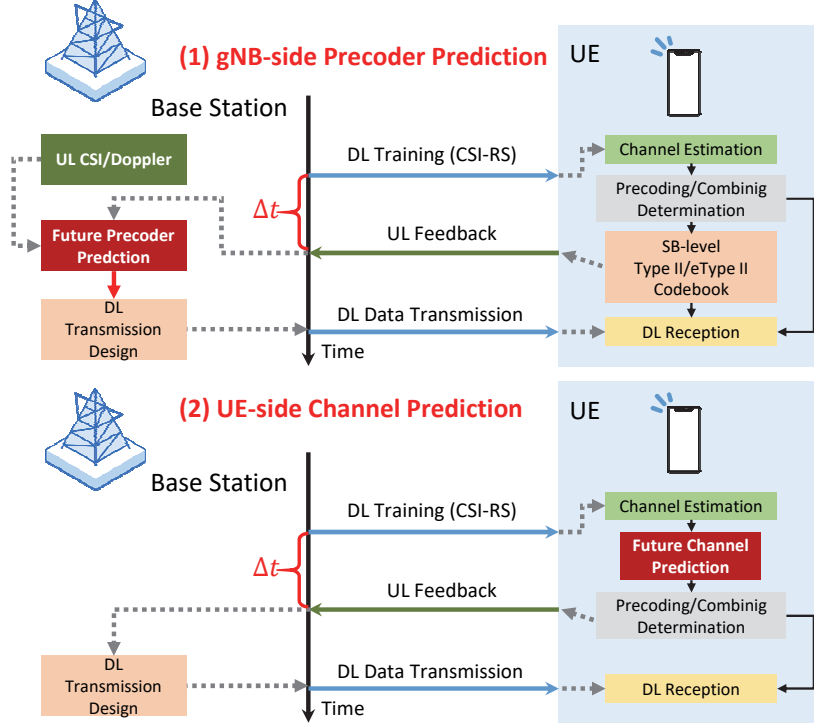 (1) gNB-side Precoder Prediction
UE
Base Station
UL CSI/Doppler
DL Training (CSI-RS)
Channel Estimation
Δt
Precoding/Combinig
Determination
Future Precoder
Predction
UL Feedback
SB-level
Type II/eType II
Codebook
DL
Transmission
Design
DL Data Transmission
DL Reception
Time
(2) UE-side Channel Prediction
UE
Base Station
DL Training (CSI-RS)
Channel Estimation
Δt
Future Channel
Prediction
UL Feedback
Precoding/Combinig
Determination
DL
Transmission
Design
DL Data Transmission
DL Reception
Time